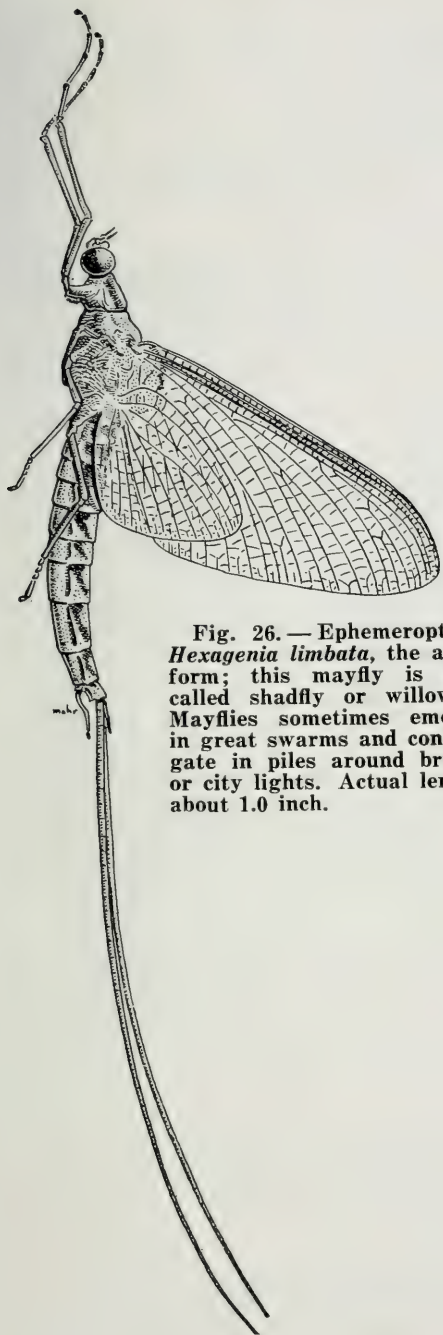 mohr
Fig. 26. — Ephemeropt
Hexagenia limbata, the a
form; this mayfly is
called shadfly or willow
Mayflies sometimes eme
in great swarms and con
gate in piles around br
or city lights. Actual ler
about 1.0 inch.